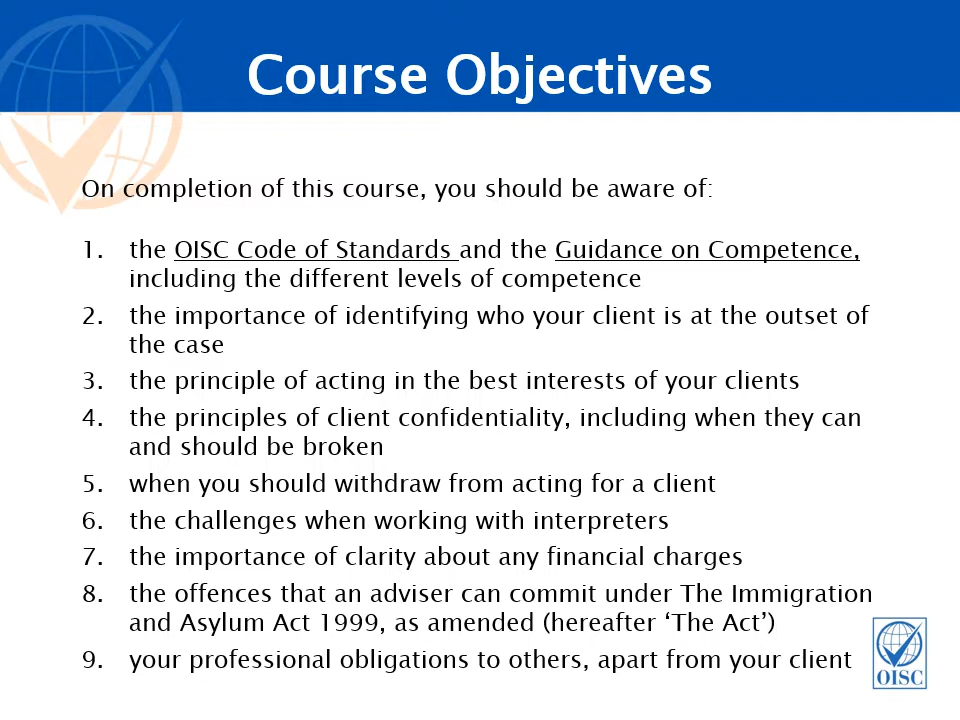 Course Objectives
On completion of this course, you should be aware of:
1. the OISC Code of Standards and the Guidance on Competence,
including the different levels of competence
2. the importance of identifying who your client is at the outset of
the case
3. the principle of acting in the best interests of your clients
4. the principles of client confidentiality, including when they can
and should be broken
5. when you should withdraw from acting for a client
6. the challenges when working with interpreters
7. the importance of clarity about any financial charges
8. the offences that an adviser can commit under The Immigration
and Asylum Act 1999, as amended (hereafter ‘The Act’)
9. your professional obligations to others, apart from your client
OISC